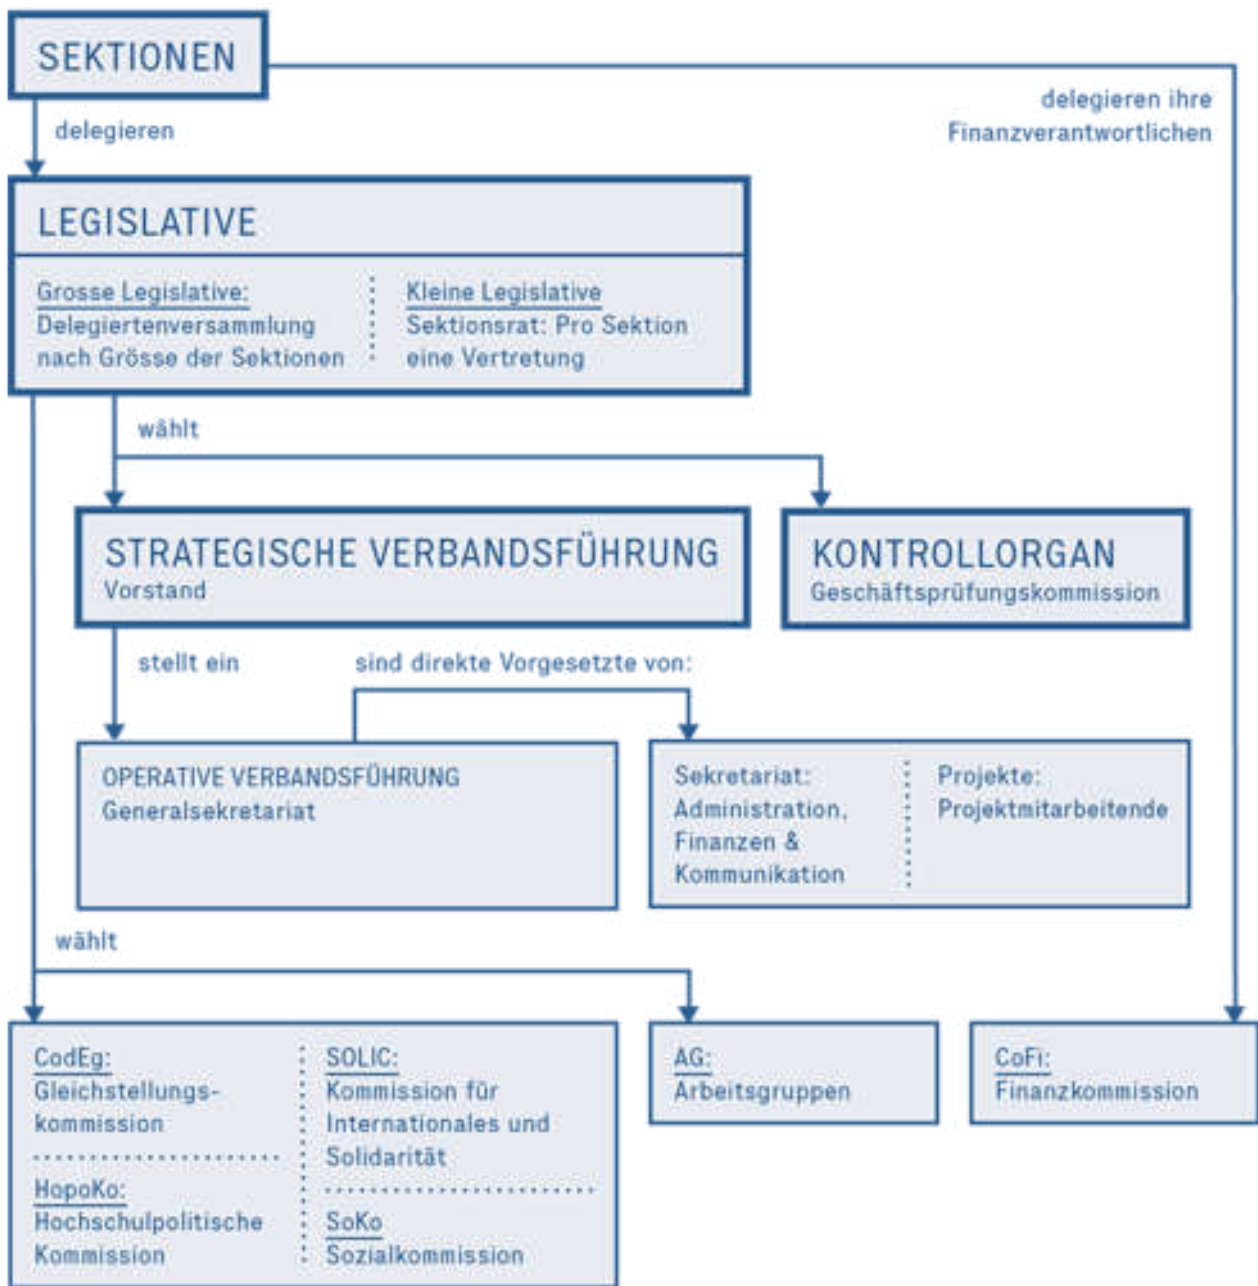 SEKTIONEN
delegieren
delegieren ihre
Finanzverantwortlichen
LEGISLATIVE
Grosse Legislative:
Delegiertenversammlung
nach Grösse der Sektionen
Kleine Legislative
Sektionsrat: Pro Sektion
eine Vertretung
wählt
STRATEGISCHE VERBANDSFÜHRUNG
Vorstand
KONTROLLORGAN
Geschäftsprüfungskommission
stellt ein
sind direkte Vorgesetzte von:
OPERATIVE VERBANDSFÜHRUNG
Generalsekretariat
Sekretariat:
Administration,
Finanzen &
Kommunikation
Projekte:
Projektmitarbeitende
wählt
CodEg:
Gleichstellungs-
kommission
HopoKo:
Hochschulpolitische
Kommission
SOLIC:
Kommission für
Internationales und
Solidarität
SoKo
Sozialkommission
AG:
Arbeitsgruppen
CoFi:
Finanzkommission